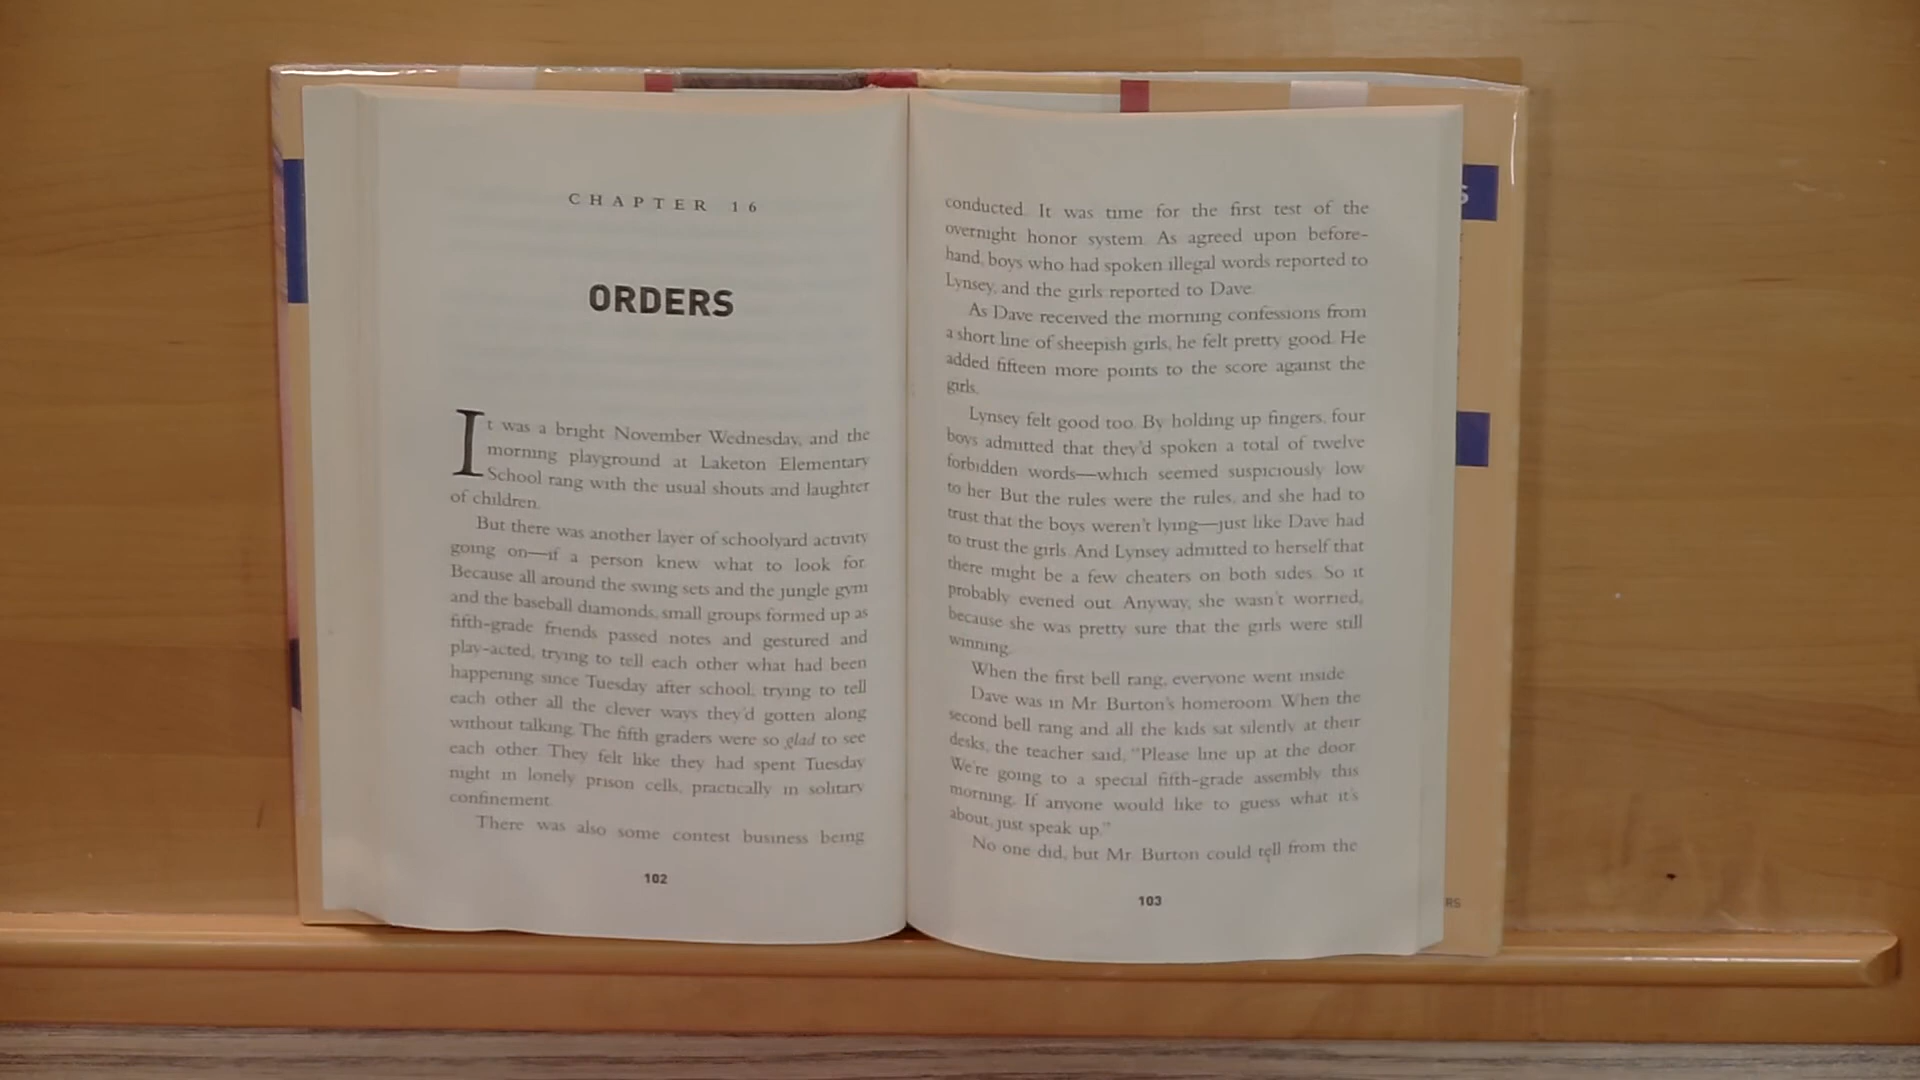 CHAPTER 16
ORDERS
It was a bright November Wednesday, and the
morning playground at Laketon Elementary
School rang with the usual shouts and laughter
of children.
But there was another layer of schoolyard activity
going on—if a person knew what to look for.
Because all around the swing sets and the jungle gym
and the baseball diamonds, small groups formed up as
fifth-grade friends passed notes and gestured and
play-acted, trying to tell each other what had been
happening since Tuesday after school, trying to tell
each other all the clever ways they'd gotten along
without talking. The fifth graders were so glad to see
each other. They felt like they had spent Tuesday
night in lonely prison cells, practically in solitary
confinement.
There was also some contest business being
102
conducted. It was time for the first test of the
overnight honor system. As agreed upon before-
hand, boys who had spoken illegal words reported to
Lynsey, and the girls reported to Dave.
As Dave received the morning confessions from
a short line of sheepish girls, he felt pretty good. He
added fifteen more points to the score against the
girls.
Lynsey felt good too. By holding up fingers, four
boys admitted that they'd spoken a total of twelve
forbidden words—which seemed suspiciously low
to her. But the rules were the rules, and she had to
trust that the boys weren't lying—just like Dave had
to trust the girls. And Lynsey admitted to herself that
there might be a few cheaters on both sides. So it
probably evened out. Anyway, she wasn't worried,
because she was pretty sure that the girls were still
winning.
When the first bell rang, everyone went inside.
Dave was in Mr. Burton's homeroom. When the
second bell rang and all the kids sat silently at their
desks, the teacher said, "Please line up at the door.
We're going to a special fifth-grade assembly this
morning. If anyone would like to guess what it's
about, just speak up."
No one did, but Mr. Burton could tell from the
103
S
RS